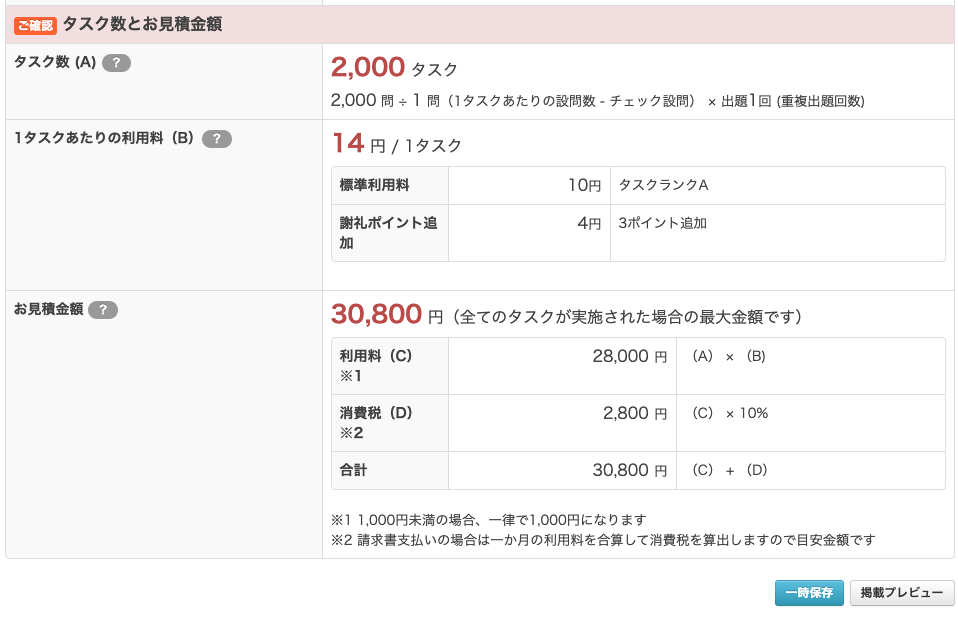 ご確認 タスク数とお見積金額
タスク数 (A) ?
2,000 タスク
2,000 問 ÷ 1 問（1タスクあたりの設問数 - チェック設問） × 出題1回 (重複出題回数)
1タスクあたりの利用料（B） ?
14 円 / 1タスク
標準利用料 10円 タスクランクA
謝礼ポイント追
加 4円 3ポイント追加
お見積金額 ?
30,800 円（全てのタスクが実施された場合の最大金額です）
利用料（C）
※1 28,000 円 （A） × （B)
消費税（D）
※2 2,800 円 （C） × 10%
合計 30,800 円 （C） + （D）
※1 1,000円未満の場合、一律で1,000円になります
※2 請求書支払いの場合は一か月の利用料を合算して消費税を算出しますので目安金額です
一時保存 掲載プレビュー